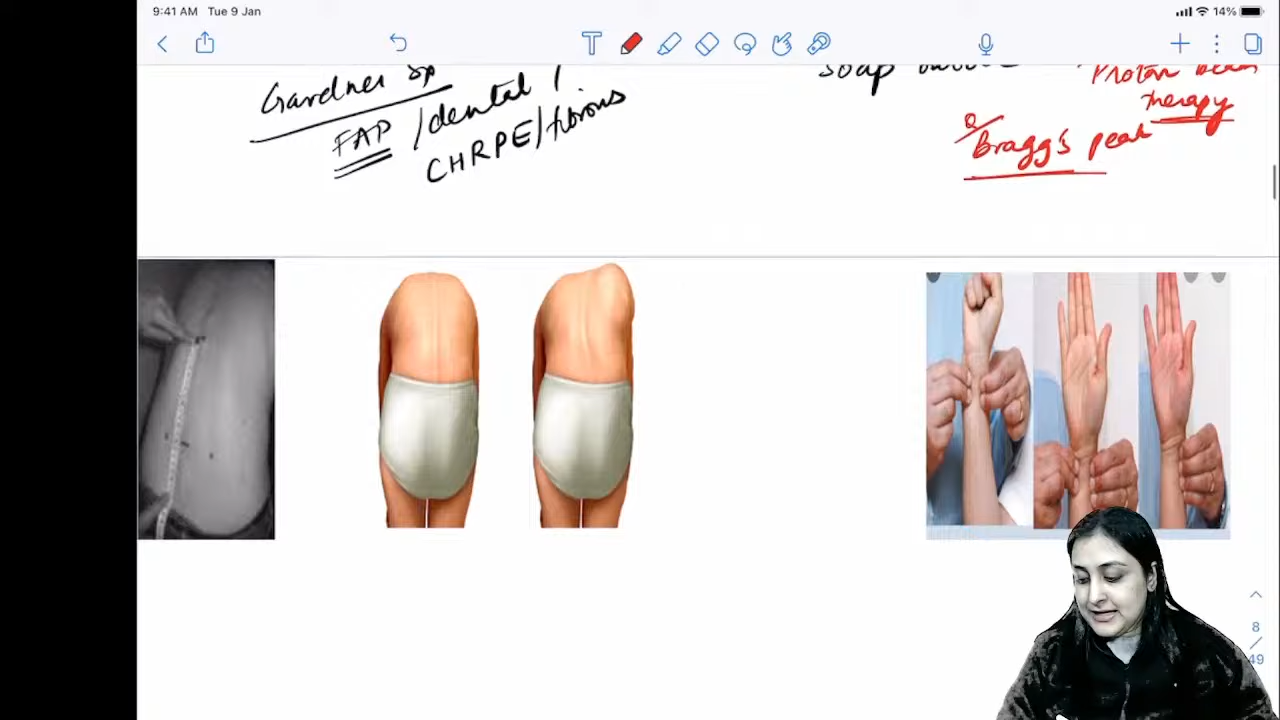 9:41 AM Tue 9 Jan
14%
T
Gardner Sp
FAP /dental /
CHRPE/fibrous
Soap
Proton beam
therapy
Q Bragg's peak
8
/
49